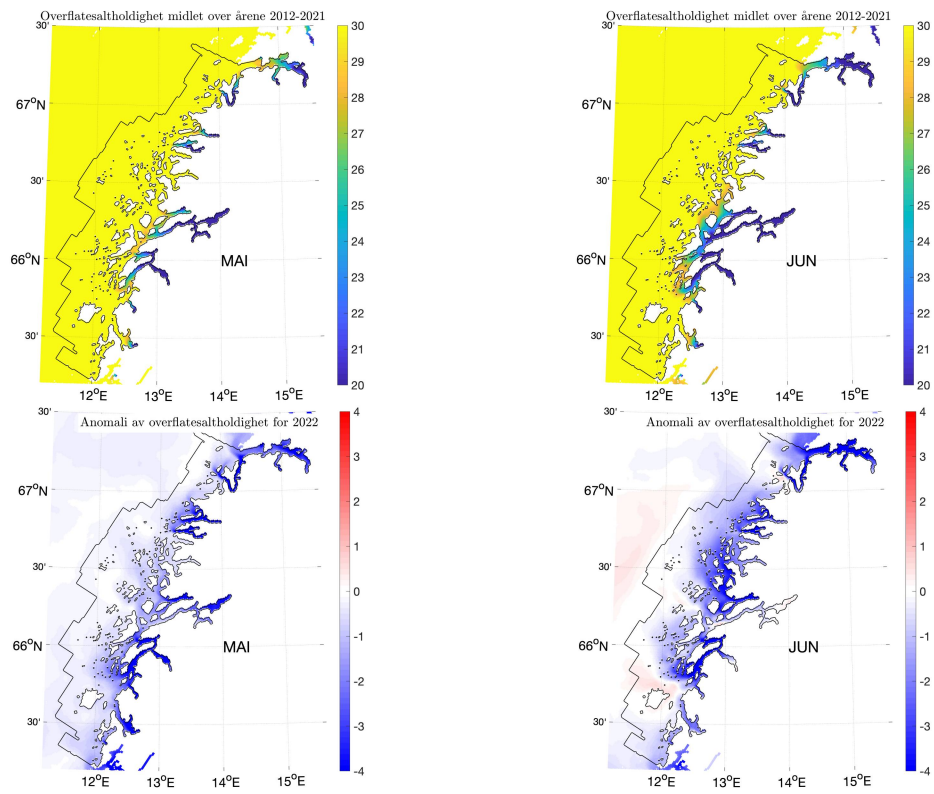 Overflatesaltholdighet midlet over årene 2012-2021
30'
67°N
30'
66°N
30'
12°E
13°E
14°E
15°E
MAI
30
29
28
27
26
25
24
23
22
21
20
Overflatesaltholdighet midlet over årene 2012-2021
30'
67°N
30'
66°N
30'
12°E
13°E
14°E
15°E
JUN
30
29
28
27
26
25
24
23
22
21
20
Anomali av overflatesaltholdighet for 2022
30'
67°N
30'
66°N
30'
12°E
13°E
14°E
15°E
MAI
4
3
2
1
0
-1
-2
-3
-4
Anomali av overflatesaltholdighet for 2022
30'
67°N
30'
66°N
30'
12°E
13°E
14°E
15°E
JUN
4
3
2
1
0
-1
-2
-3
-4